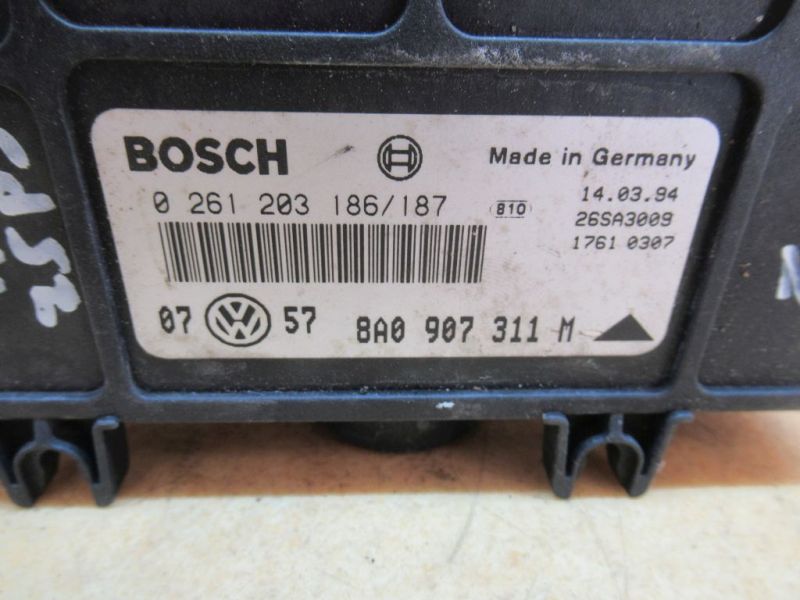 BOSCH
Made in Germany
0 261 203 186/187
810
14.03.94
26SA3009
1761 0307
07 VW 57 8A0 907 311 M